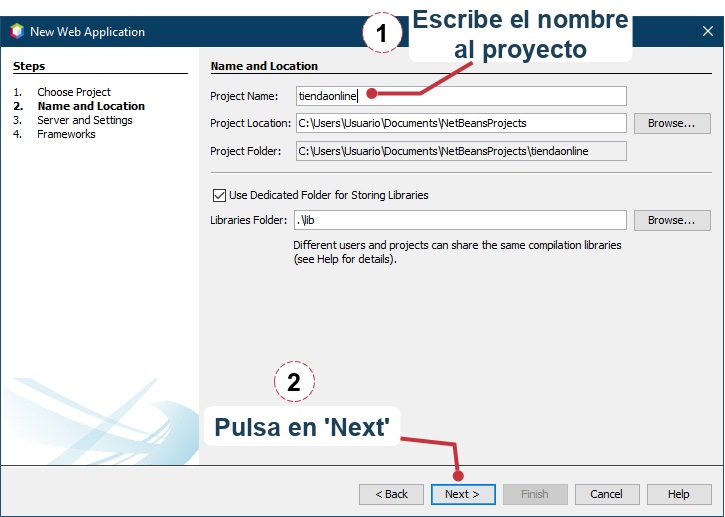 New Web Application
1
Escribe el nombre
al proyecto
Steps
1. Choose Project
2. Name and Location
3. Server and Settings
4. Frameworks
Name and Location
Project Name: tiendaonline
Project Location: C:\Users\Usuario\Documents\NetBeansProjects Browse...
Project Folder: C:\Users\Usuario\Documents\NetBeansProjects\tiendaonline
Use Dedicated Folder for Storing Libraries
Libraries Folder: .\lib Browse...
Different users and projects can share the same compilation libraries
(see Help for details).
2
Pulsa en 'Next'
< Back Next > Finish Cancel Help